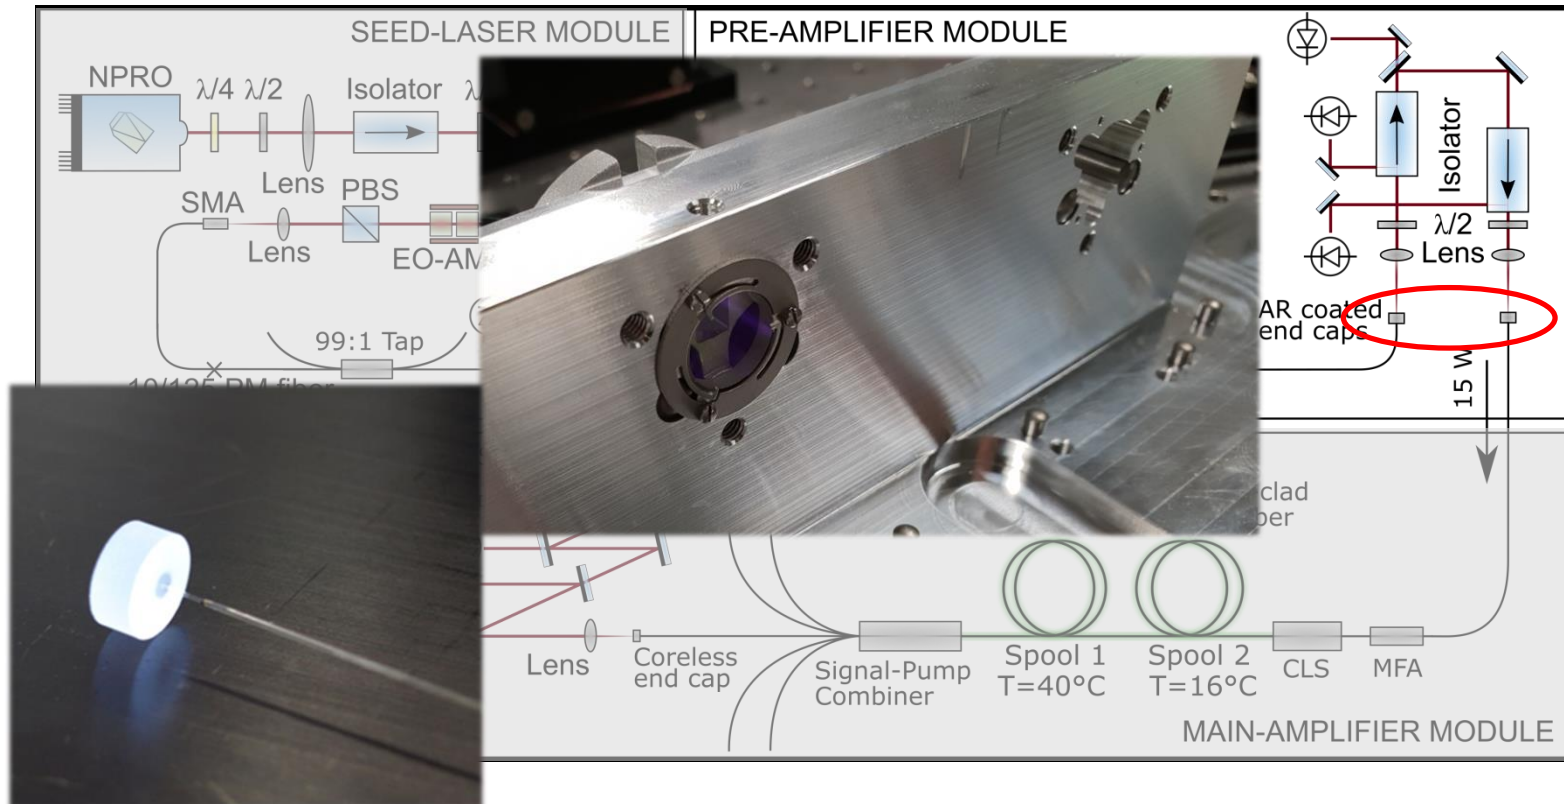 SEED-LASER MODULE
PRE-AMPLIFIER MODULE
NPRO
λ/4 λ/2
Isolator
Lens
SMA
PBS
Lens
EO-AM
99:1 Tap
Isolator
λ/2
Lens
AR coated
end caps
15 W
clad
Lens
Coreless
end cap
Signal-Pump
Combiner
Spool 1
T=40°C
Spool 2
T=16°C
CLS
MFA
MAIN-AMPLIFIER MODULE